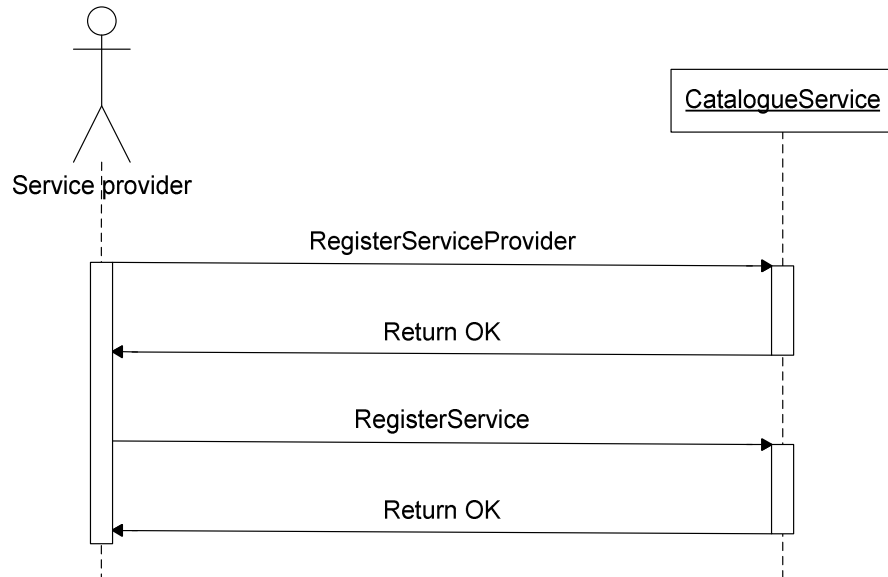 CatalogueService
Service provider
RegisterServiceProvider
Return OK
RegisterService
Return OK